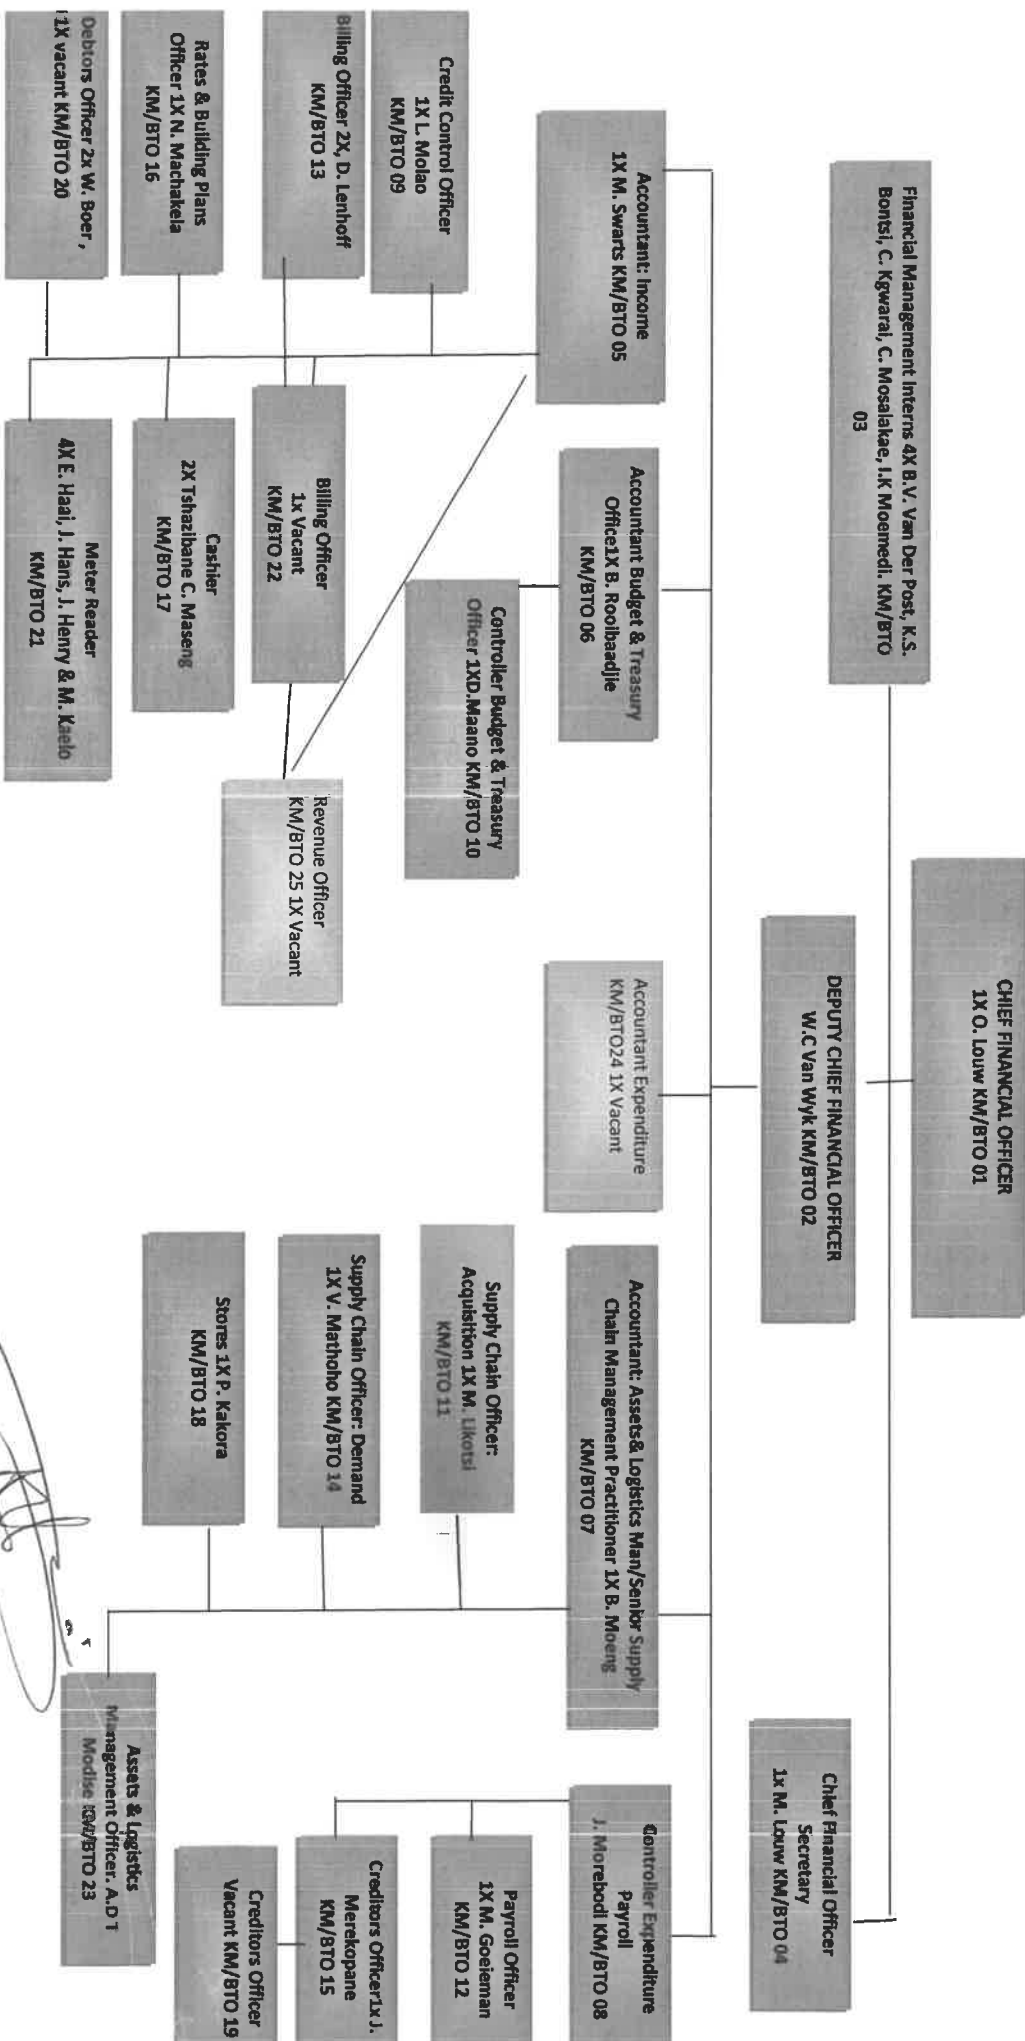 CHIEF FINANCIAL OFFICER
1X O. Louw KM/BTO 01
Financial Management Interns 4X B.V. Van Der Post, K.S.
Bontsi, C. Kgwarai, C. Mosalakae, I.K Moemedi. KM/BTO
03
DEPUTY CHIEF FINANCIAL OFFICER
W.C Van Wyk KM/BTO 02
Chief Financial Officer
Secretary
1x M. Louw KM/BTO 04
Accountant: Income
1X M. Swarts KM/BTO 05
Accountant Budget & Treasury
Office1X B. Rooibaadjie
KM/BTO 06
Accountant Expenditure
KM/BTO24 1X Vacant
Accountant: Assets& Logistics Man/Senior Supply
Chain Management Practitioner 1X B. Moeng
KM/BTO 07
Controller Expenditure
Payroll
J. Morebodi KM/BTO 08
Credit Control Officer
1X L. Molao
KM/BTO 09
Controller Budget & Treasury
Officer 1XD.Maano KM/BTO 10
Supply Chain Officer:
Acquisition 1X M. Likotsi
KM/BTO 11
Payroll Officer
1X M. Goeieman
KM/BTO 12
Billing Officer 2X, D. Lenhoff
KM/BTO 13
Billing Officer
1x Vacant
KM/BTO 22
Revenue Officer
KM/BTO 25 1X Vacant
Supply Chain Officer: Demand
1X V. Mathoho KM/BTO 14
Creditors Officer1x J.
Merekopane
KM/BTO 15
Rates & Building Plans
Officer 1X N. Machakela
KM/BTO 16
Cashier
2X Tshazibane C. Maseng
KM/BTO 17
Stores 1X P. Kakora
KM/BTO 18
Creditors Officer
Vacant KM/BTO 19
Debtors Officer 2x W. Boer ,
1X vacant KM/BTO 20
Meter Reader
4X E. Haai, J. Hans, J. Henry & M. Kaelo
KM/BTO 21
Assets & Logistics
Management Officer. A.D T
Modise KM/BTO 23